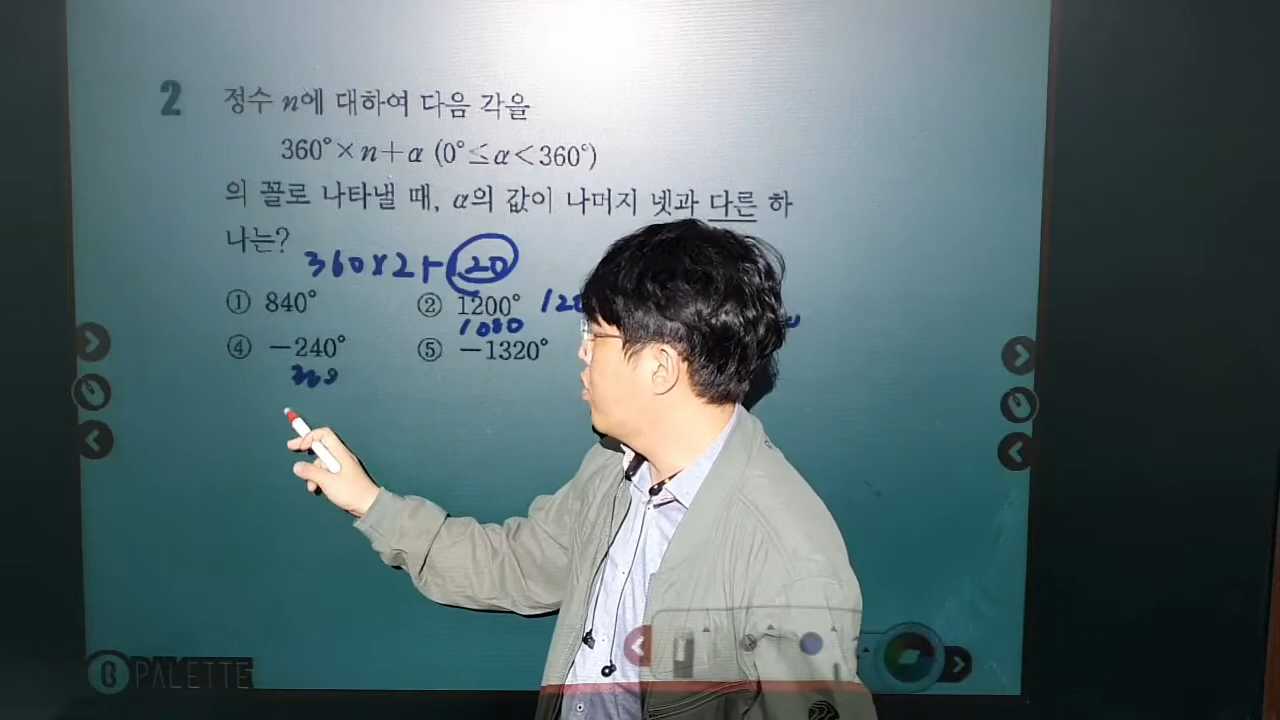 2 정수 n에 대하여 다음 각을
360°×n+α (0°≤α<360°)
의 꼴로 나타낼 때, α의 값이 나머지 넷과 다른 하
나는?
360×2+120
① 840° ② 1200° 120
1080
④ -240° ⑤ -1320°
360
PALETTE